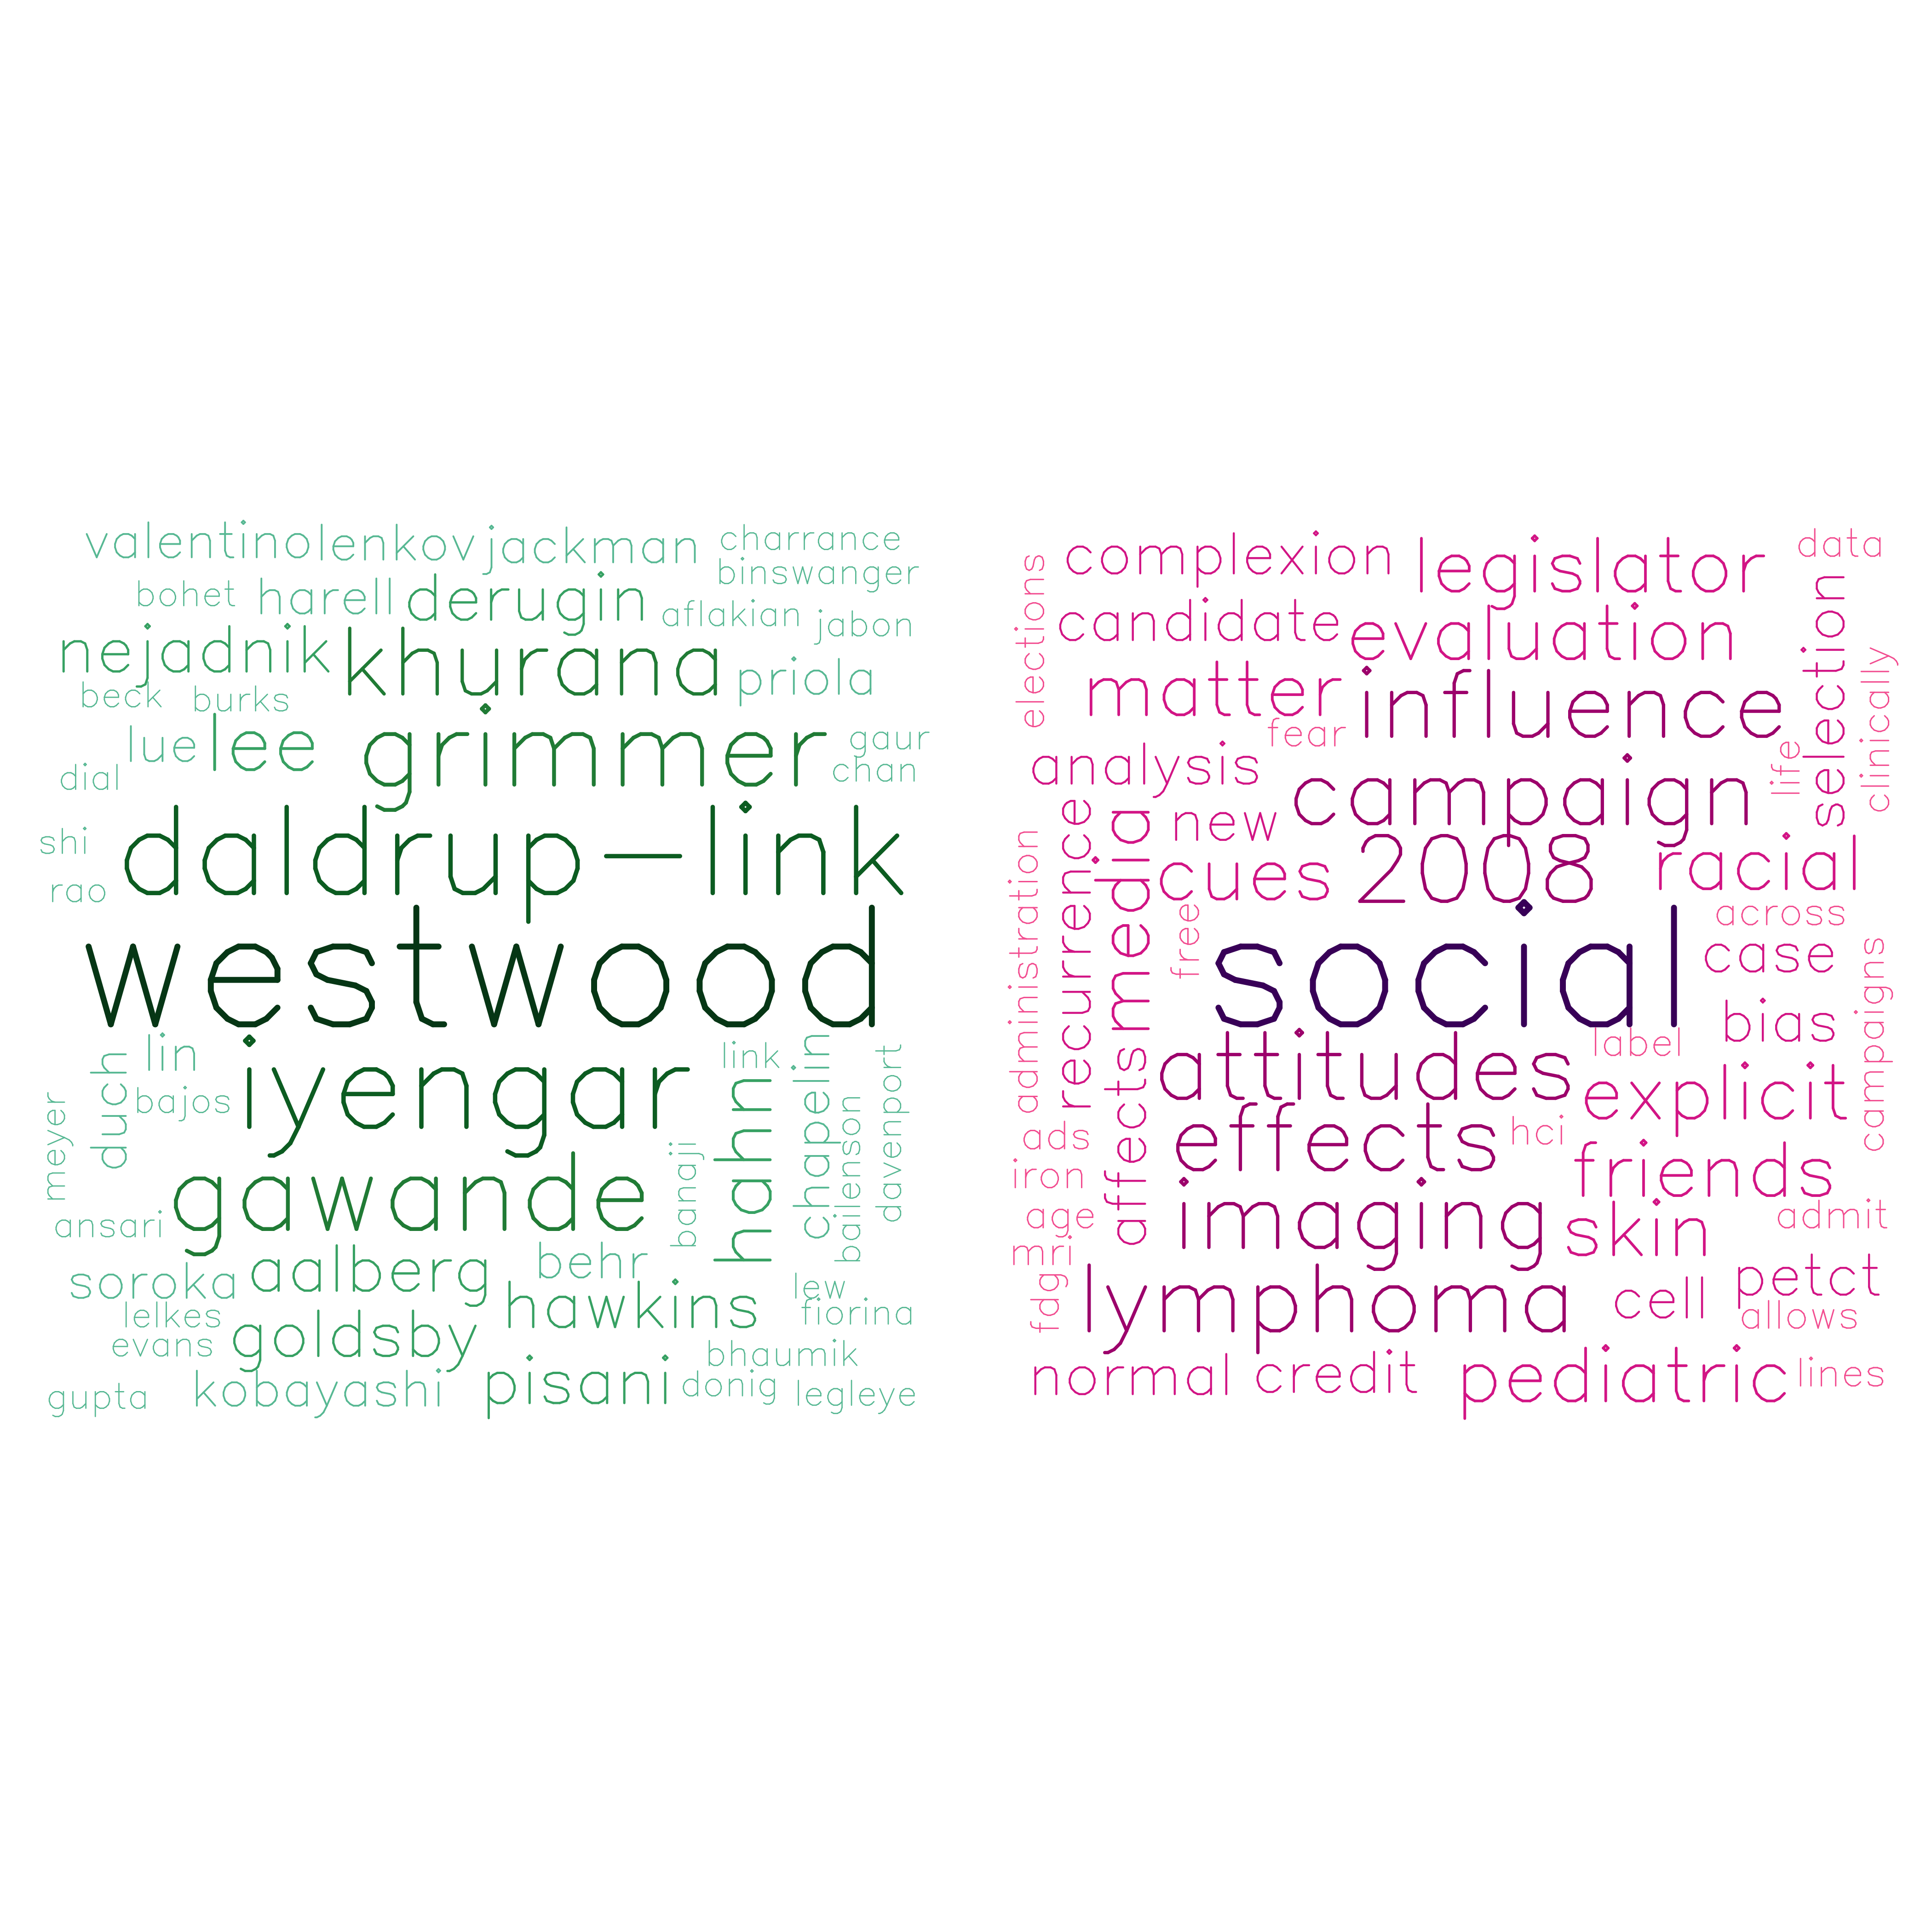 valentino lenkov jackman charrance
binswanger
bohet harell derugin aflakian jabon
nejadnik khurana priola
beck burks
lue lee grimmer gaur
dial chan
shi daldrup-link
rao
westwood
duch lin link chapelin davenport
meyer bajos iyengar hahn bailenson
banaji
gawande
ansari
soroka aalberg behr lew
lelkes hawkins fiorina
evans goldsby bhaumik
gupta kobayashi pisani donig legleye
complexion legislator data
elections candidate evaluation selection
matter influence clinically
fear
analysis campaign life
new
administration recurrence media cues 2008 racial
free across
social case
campaigns
bias
label
affects attitudes explicit
ads effects hci
iron friends
age imaging skin admit
mri
fdg lymphoma cell petct
allows
normal credit pediatric lines